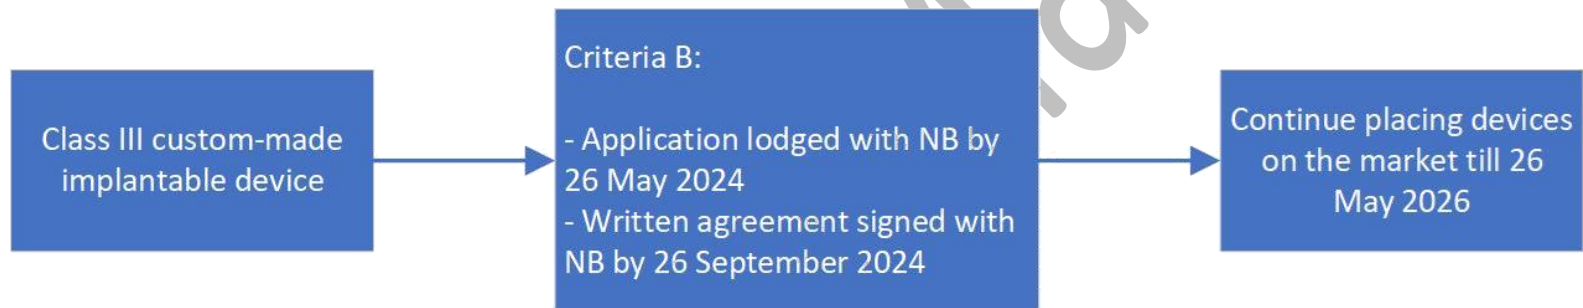 Class III custom-made
implantable device
Criteria B:
- Application lodged with NB by
26 May 2024
- Written agreement signed with
NB by 26 September 2024
Continue placing devices
on the market till 26
May 2026